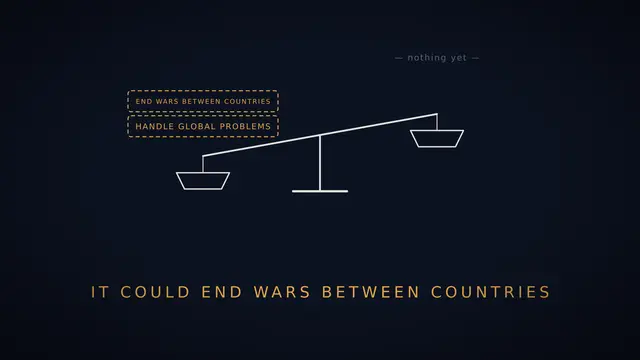 — nothing yet —
END WARS BETWEEN COUNTRIES
HANDLE GLOBAL PROBLEMS
IT COULD END WARS BETWEEN COUNTRIES